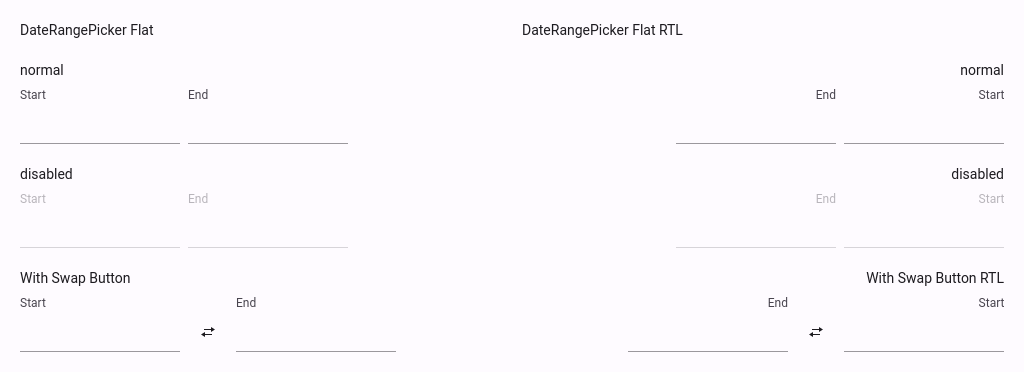 DateRangePicker Flat
normal
Start End
disabled
Start End
With Swap Button
Start End
DateRangePicker Flat RTL
normal
End Start
disabled
End Start
With Swap Button RTL
End Start